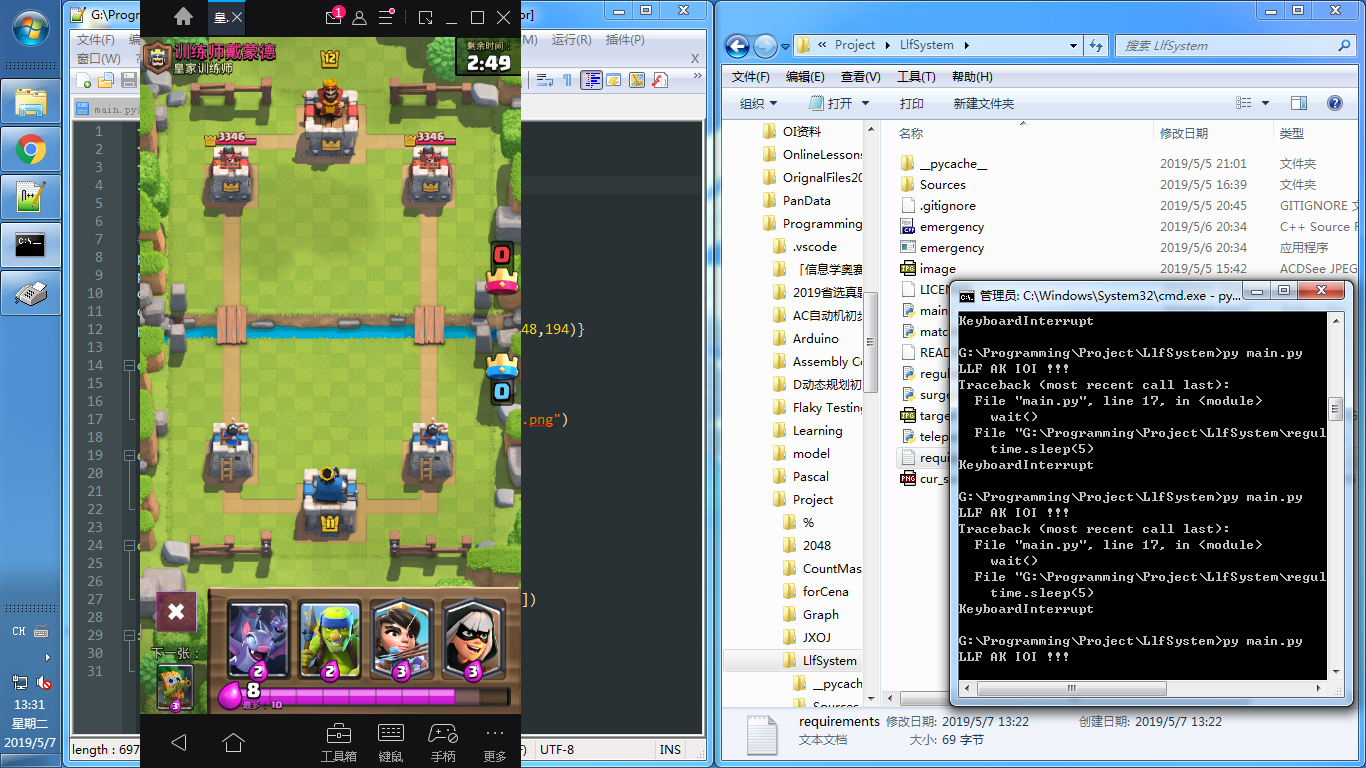 G:\Progr
文件(F)
编
窗口(W)
M)
运行(R)
插件(P)
X
main.py
1
2
3
4
5
6
7
8
9
10
11
12
13
14
15
16
17
18
19
20
21
22
23
24
25
26
27
28
29
30
31
48,194)}
.png")
])
length : 697
UTF-8
INS
皇.
1
训练师戴蒙德
皇家训练师
12
剩余时间：
2:49
3346
3346
0
0
11
下一张：
3
2
2
3
3
8
最多：10
工具箱
键鼠
手柄
更多
CH
13:31
星期二
2019/5/7
« Project
LlfSystem
搜索 LlfSystem
文件(F)
编辑(E)
查看(V)
工具(T)
帮助(H)
组织
打开
打印
新建文件夹
OI资料
OnlineLessons
OrignalFiles20
PanData
Programming
.vscode
「信息学奥赛
2019省选真题
AC自动机初步
Arduino
Assembly Co
D动态规划初
Flaky Testing
Learning
model
Pascal
Project
%
2048
CountMas
forCena
Graph
JXOJ
LlfSystem
__pycach
Sources
名称
修改日期
类型
__pycache__ 2019/5/5 21:01 文件夹
Sources 2019/5/5 16:39 文件夹
.gitignore 2019/5/5 20:45 GITIGNORE 文
emergency 2019/5/6 20:34 C++ Source F
emergency 2019/5/6 20:34 应用程序
image 2019/5/5 15:42 ACDSee JPEG
LICEN
main
matc
READ
regul
surge
targe
telep
requi
cur_s
管理员: C:\Windows\System32\cmd.exe - py...
KeyboardInterrupt
G:\Programming\Project\LlfSystem>py main.py
LLF AK IOI !!!
Traceback (most recent call last):
File "main.py", line 17, in <module>
wait()
File "G:\Programming\Project\LlfSystem\regul
time.sleep(5)
KeyboardInterrupt
G:\Programming\Project\LlfSystem>py main.py
LLF AK IOI !!!
Traceback (most recent call last):
File "main.py", line 17, in <module>
wait()
File "G:\Programming\Project\LlfSystem\regul
time.sleep(5)
KeyboardInterrupt
G:\Programming\Project\LlfSystem>py main.py
LLF AK IOI !!!
requirements 修改日期: 2019/5/7 13:22 创建日期: 2019/5/7 13:22
文本文档 大小: 69 字节